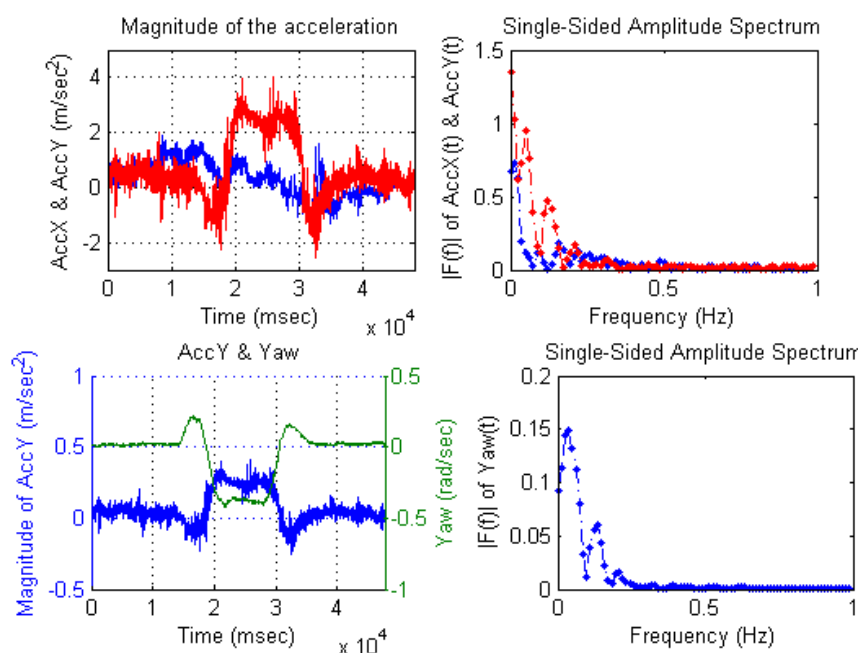 Magnitude of the acceleration
AccX & AccY (m/sec²)
4
2
0
-2
0 1 2 3 4
x 10⁴
Time (msec)
Single-Sided Amplitude Spectrum
|F(f)| of AccX(t) & AccY(t)
1.5
1
0.5
0
0 0.5 1
Frequency (Hz)
AccY & Yaw
Magnitude of AccY (m/sec²)
1
0.5
0
-0.5
0.5
0
-0.5
-1
Yaw (rad/sec)
0 1 2 3 4
x 10⁴
Time (msec)
Single-Sided Amplitude Spectrum
|F(f)| of Yaw(t)
0.2
0.15
0.1
0.05
0
0 0.5 1
Frequency (Hz)